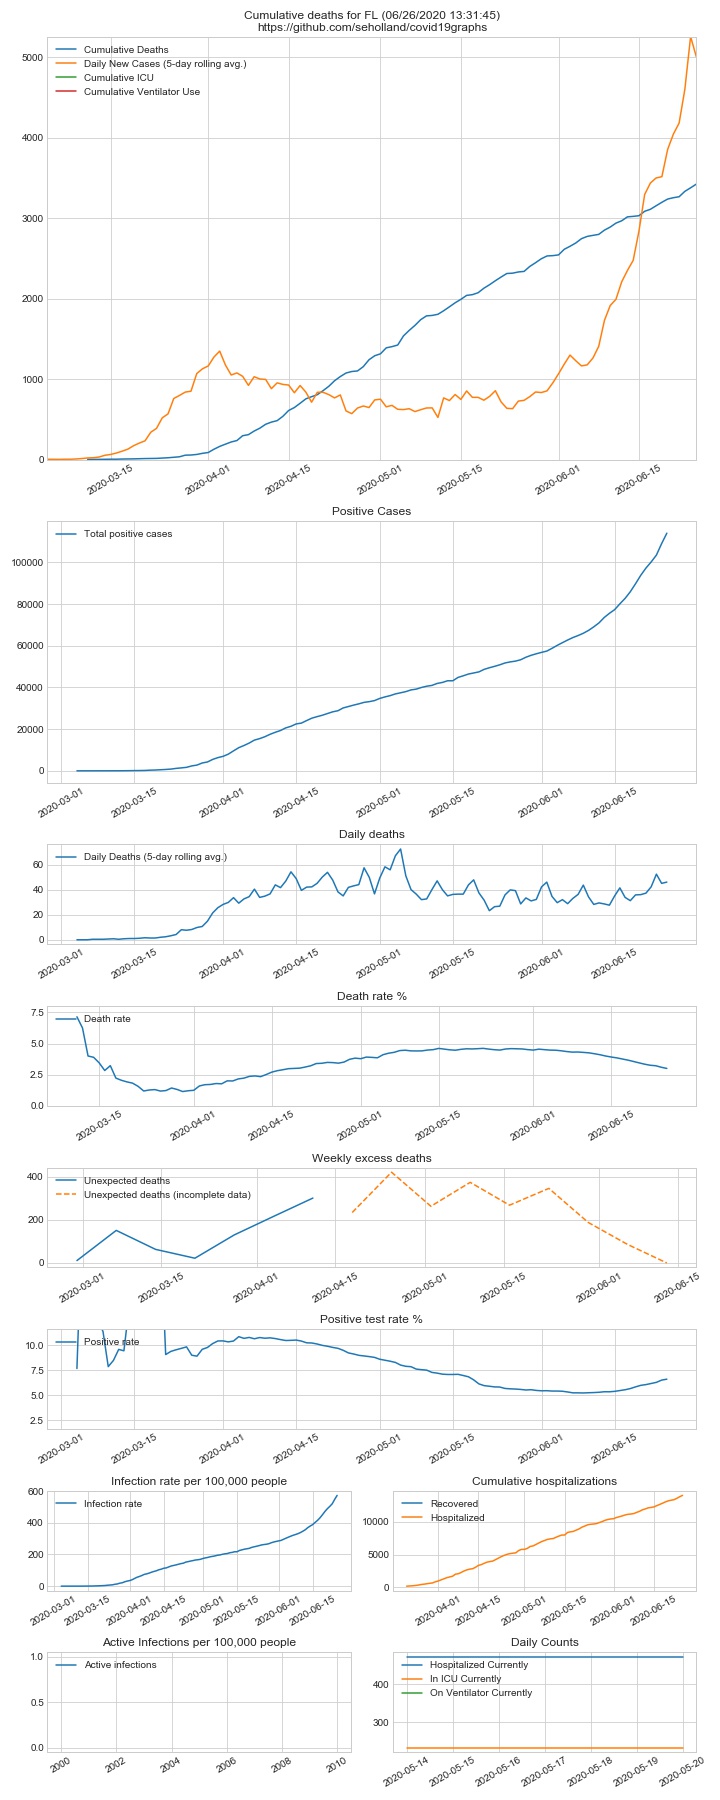 Cumulative deaths for FL (06/26/2020 13:31:45)
https://github.com/seholland/covid19graphs
Cumulative Deaths
Daily New Cases (5-day rolling avg.)
Cumulative ICU
Cumulative Ventilator Use
5000
4000
3000
2000
1000
0
2020-03-15 2020-04-01 2020-04-15 2020-05-01 2020-05-15 2020-06-01 2020-06-15
Positive Cases
Total positive cases
100000
80000
60000
40000
20000
0
2020-03-01 2020-03-15 2020-04-01 2020-04-15 2020-05-01 2020-05-15 2020-06-01 2020-06-15
Daily deaths
Daily Deaths (5-day rolling avg.)
60
40
20
0
2020-03-01 2020-03-15 2020-04-01 2020-04-15 2020-05-01 2020-05-15 2020-06-01 2020-06-15
Death rate %
7.5
Death rate
5.0
2.5
0.0
2020-03-15 2020-04-01 2020-04-15 2020-05-01 2020-05-15 2020-06-01 2020-06-15
Weekly excess deaths
400
Unexpected deaths
Unexpected deaths (incomplete data)
200
0
2020-03-01 2020-03-15 2020-04-01 2020-04-15 2020-05-01 2020-05-15 2020-06-01 2020-06-15
Positive test rate %
Positive rate
10.0
7.5
5.0
2.5
2020-03-01 2020-03-15 2020-04-01 2020-04-15 2020-05-01 2020-05-15 2020-06-01 2020-06-15
Infection rate per 100,000 people
600
Infection rate
400
200
0
2020-03-01 2020-03-15 2020-04-01 2020-04-15 2020-05-01 2020-05-15 2020-06-01 2020-06-15
Cumulative hospitalizations
Recovered
Hospitalized
10000
5000
0
2020-04-01 2020-04-15 2020-05-01 2020-05-15 2020-06-01 2020-06-15
Active Infections per 100,000 people
1.0
Active infections
0.5
0.0
2000 2002 2004 2006 2008 2010
Daily Counts
Hospitalized Currently
In ICU Currently
On Ventilator Currently
400
300
2020-05-14 2020-05-15 2020-05-16 2020-05-17 2020-05-18 2020-05-19 2020-05-20